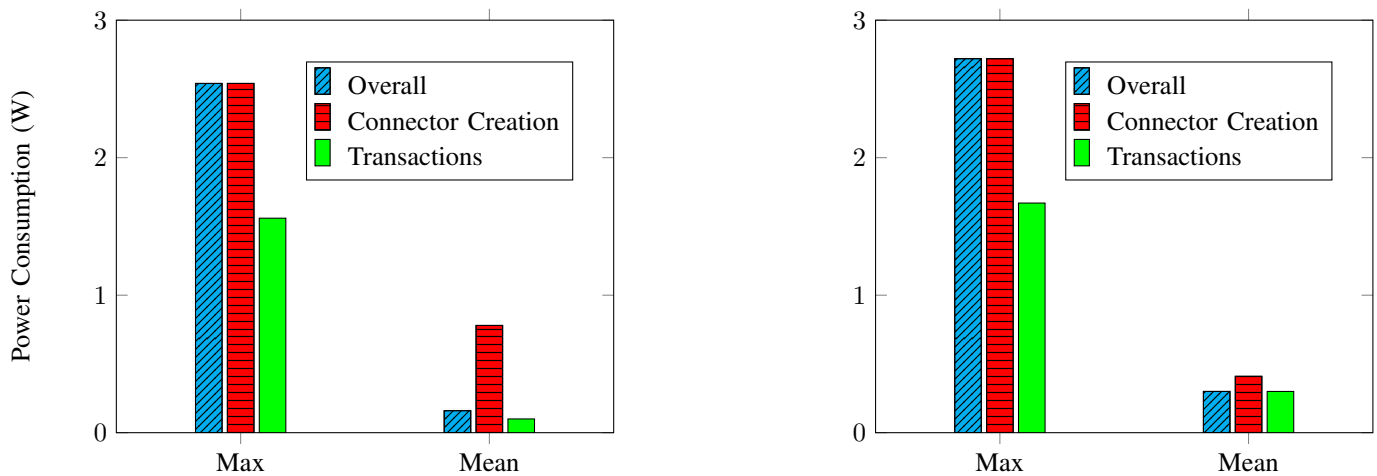 Power Consumption (W)
3
2
1
0
Overall
Connector Creation
Transactions
Max
Mean
3
2
1
0
Overall
Connector Creation
Transactions
Max
Mean